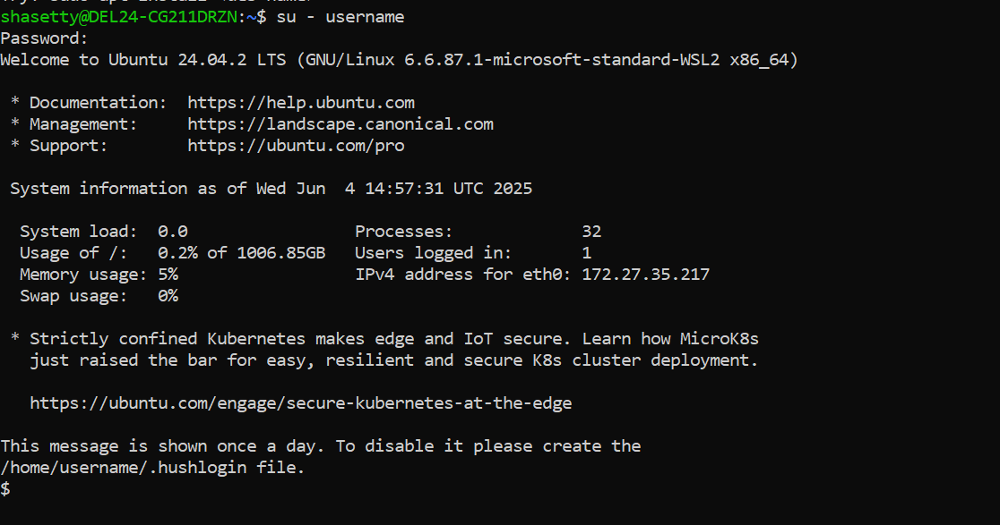 shasetty@DEL24-CG211DRZN:~$ su - username
Password:
Welcome to Ubuntu 24.04.2 LTS (GNU/Linux 6.6.87.1-microsoft-standard-WSL2 x86_64)

 * Documentation:  https://help.ubuntu.com
 * Management:     https://landscape.canonical.com
 * Support:        https://ubuntu.com/pro

 System information as of Wed Jun  4 14:57:31 UTC 2025

  System load:  0.0                 Processes:             32
  Usage of /:   0.2% of 1006.85GB   Users logged in:       1
  Memory usage: 5%                  IPv4 address for eth0: 172.27.35.217
  Swap usage:   0%

 * Strictly confined Kubernetes makes edge and IoT secure. Learn how MicroK8s
   just raised the bar for easy, resilient and secure K8s cluster deployment.

   https://ubuntu.com/engage/secure-kubernetes-at-the-edge

This message is shown once a day. To disable it please create the
/home/username/.hushlogin file.
$